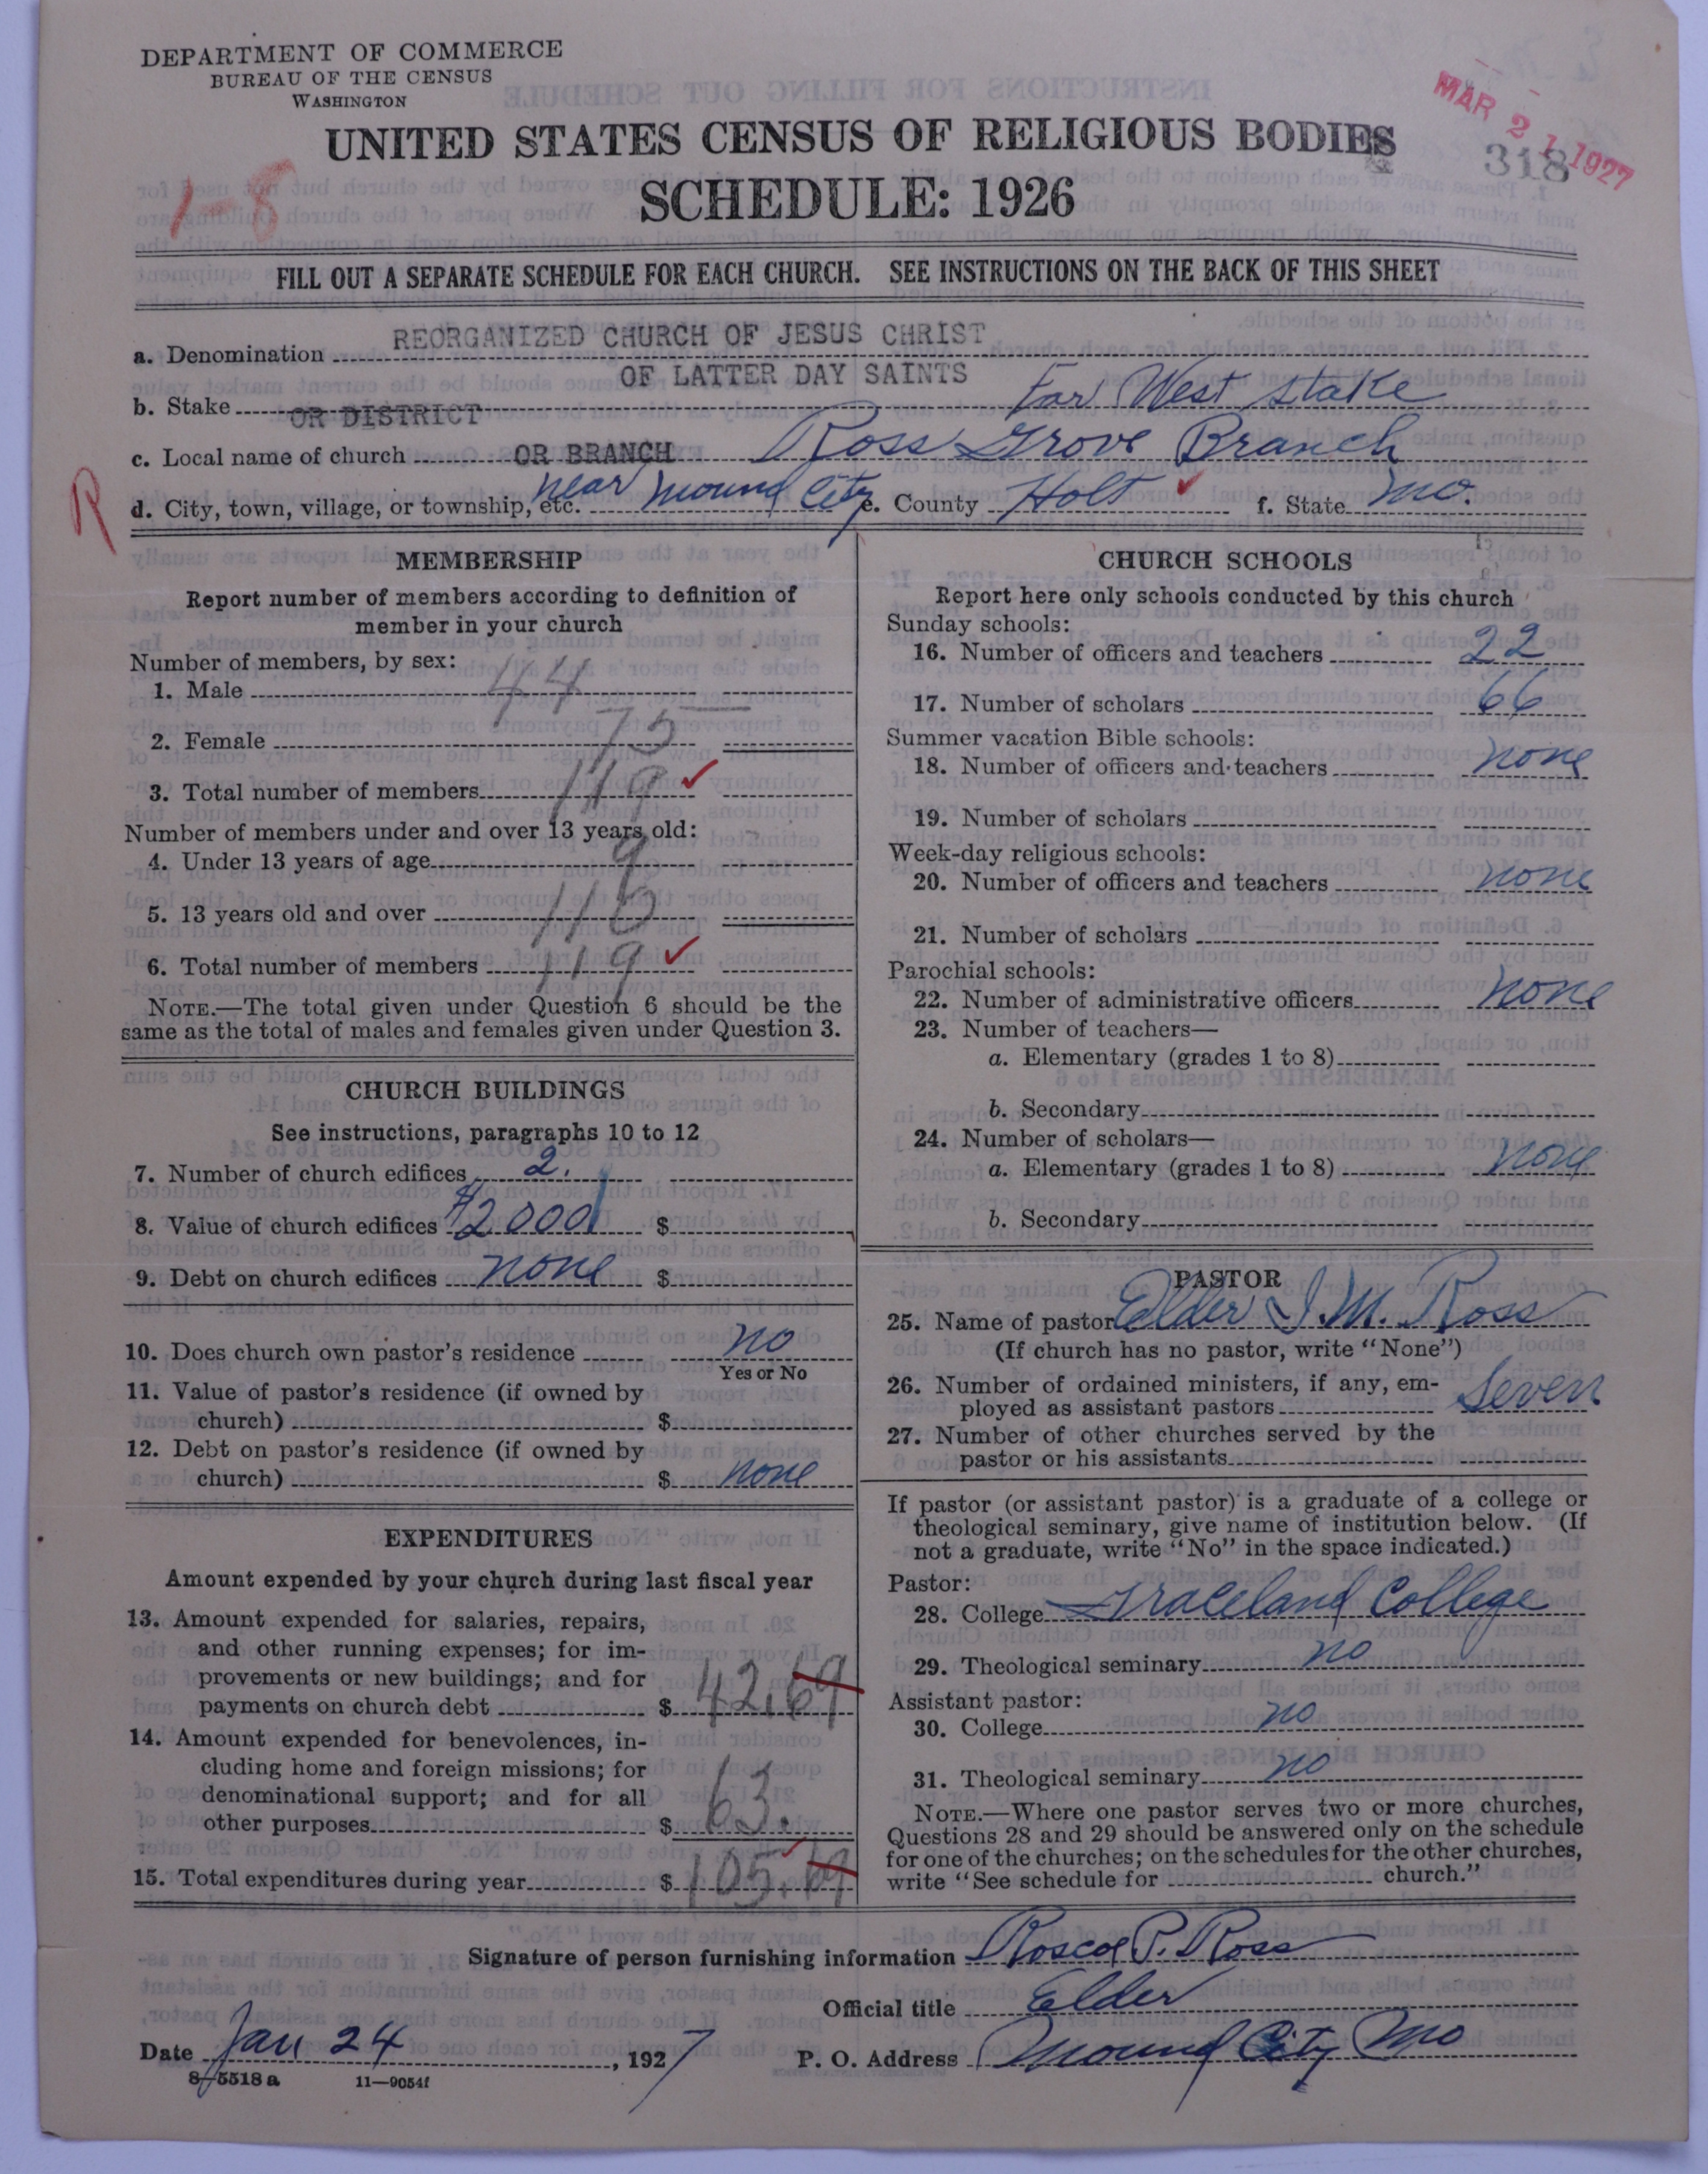 DEPARTMENT OF COMMERCE
BUREAU OF THE CENSUS
WASHINGTON
MAR 21 1927
318
UNITED STATES CENSUS OF RELIGIOUS BODIES
SCHEDULE: 1926
1-8
FILL OUT A SEPARATE SCHEDULE FOR EACH CHURCH. SEE INSTRUCTIONS ON THE BACK OF THIS SHEET
a. Denomination REORGANIZED CHURCH OF JESUS CHRIST
OF LATTER DAY SAINTS
b. Stake OR DISTRICT Far West Stake
c. Local name of church OR BRANCH Ross Grove Branch
R
d. City, town, village, or township, etc. near Mound City e. County Holt f. State Mo.
MEMBERSHIP
Report number of members according to definition of
member in your church
Number of members, by sex:
1. Male 44
2. Female 75
3. Total number of members 119
Number of members under and over 13 years old:
4. Under 13 years of age 9
5. 13 years old and over 110
6. Total number of members 119
NOTE.—The total given under Question 6 should be the
same as the total of males and females given under Question 3.
CHURCH BUILDINGS
See instructions, paragraphs 10 to 12
7. Number of church edifices 2.
8. Value of church edifices $2000 $
9. Debt on church edifices none $
10. Does church own pastor's residence no
Yes or No
11. Value of pastor's residence (if owned by
church) $
12. Debt on pastor's residence (if owned by
church) $ none
EXPENDITURES
Amount expended by your church during last fiscal year
13. Amount expended for salaries, repairs,
and other running expenses; for im-
provements or new buildings; and for
payments on church debt $ 42.69
14. Amount expended for benevolences, in-
cluding home and foreign missions; for
denominational support; and for all
other purposes $ 63.
15. Total expenditures during year $ 105.69
CHURCH SCHOOLS
Report here only schools conducted by this church
Sunday schools:
16. Number of officers and teachers 22
17. Number of scholars 66
Summer vacation Bible schools:
18. Number of officers and teachers none
19. Number of scholars
Week-day religious schools:
20. Number of officers and teachers none
21. Number of scholars
Parochial schools:
22. Number of administrative officers none
23. Number of teachers—
a. Elementary (grades 1 to 8)
b. Secondary
24. Number of scholars—
a. Elementary (grades 1 to 8) none
b. Secondary
PASTOR
25. Name of pastor Elder I. M. Ross
(If church has no pastor, write "None")
26. Number of ordained ministers, if any, em-
ployed as assistant pastors Seven
27. Number of other churches served by the
pastor or his assistants
If pastor (or assistant pastor) is a graduate of a college or
theological seminary, give name of institution below. (If
not a graduate, write "No" in the space indicated.)
Pastor:
28. College Graceland College
29. Theological seminary no
Assistant pastor:
30. College no
31. Theological seminary no
NOTE.—Where one pastor serves two or more churches,
Questions 28 and 29 should be answered only on the schedule
for one of the churches; on the schedules for the other churches,
write "See schedule for church."
Signature of person furnishing information Roscoe P. Ross
Official title Elder
Date Jan 24, 1927 P. O. Address Mound City Mo
8-5518 a 11—9054f